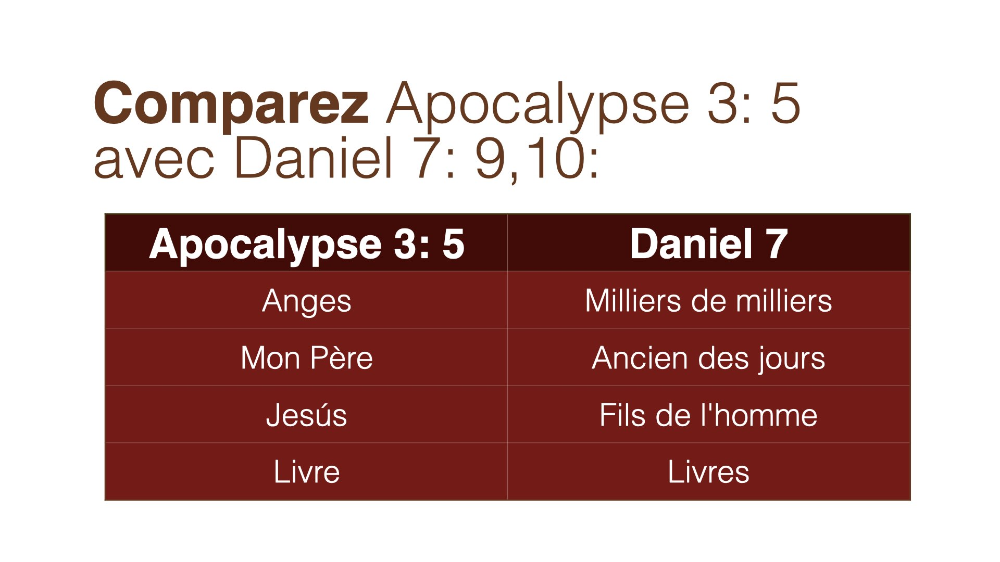 Comparez Apocalypse 3: 5
avec Daniel 7: 9,10:
Apocalypse 3: 5 Daniel 7
Anges Milliers de milliers
Mon Père Ancien des jours
Jesús Fils de l'homme
Livre Livres